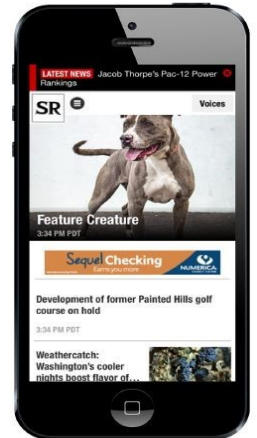 LATEST NEWS Jacob Thorpe's Pac-12 Power
Rankings
SR
Voices
Feature Creature
3:34 PM PDT
Sequel Checking
Earns you more
NUMERICA
Development of former Painted Hills golf
course on hold
3:34 PM PDT
Weathercatch:
Washington's cooler
nights boost flavor of...